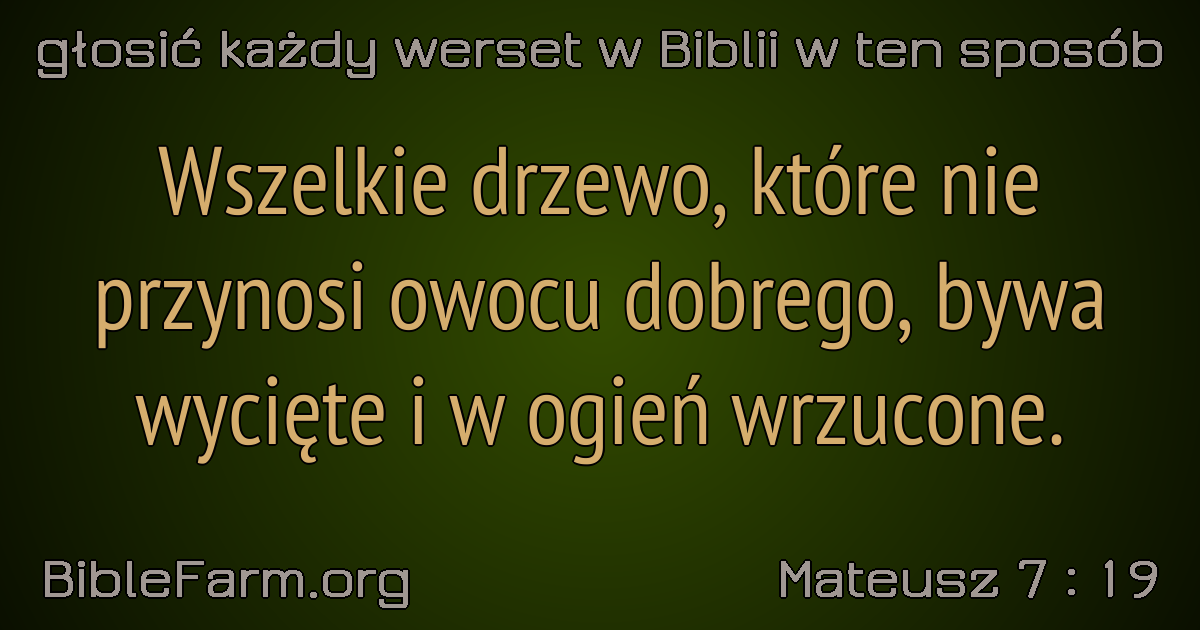 głosić każdy werset w Biblii w ten sposób
Wszelkie drzewo, które nie
przynosi owocu dobrego, bywa
wycięte i w ogień wrzucone.
BibleFarm.org
Mateusz 7 : 19